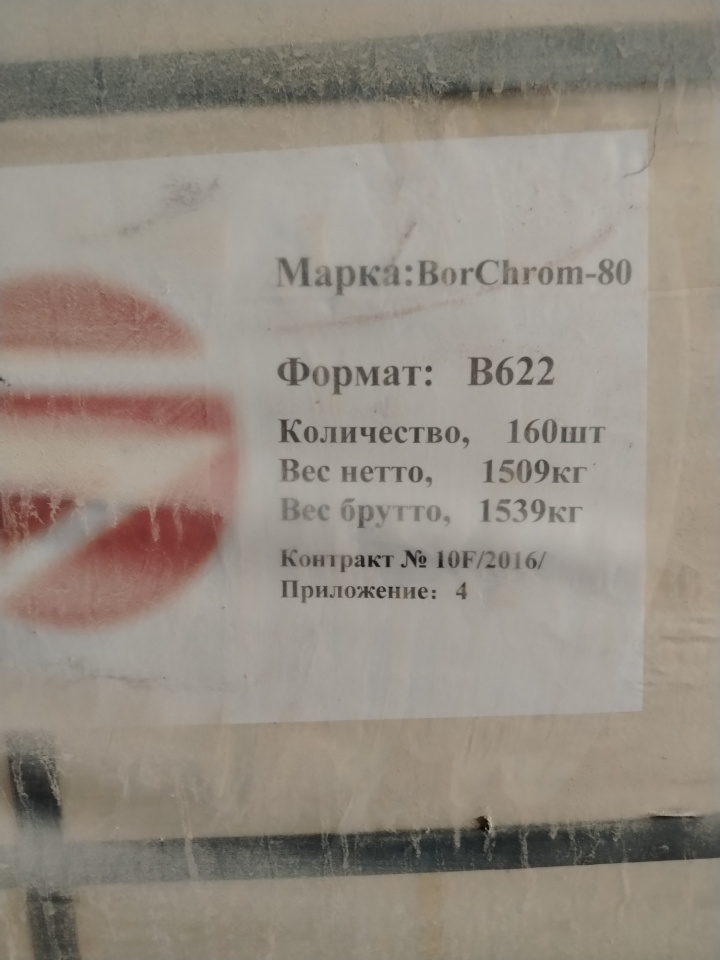 Марка:BorChrom-80
Формат: B622
Количество, 160шт
Вес нетто, 1509кг
Вес брутто, 1539кг
Контракт № 10F/2016/
Приложение: 4